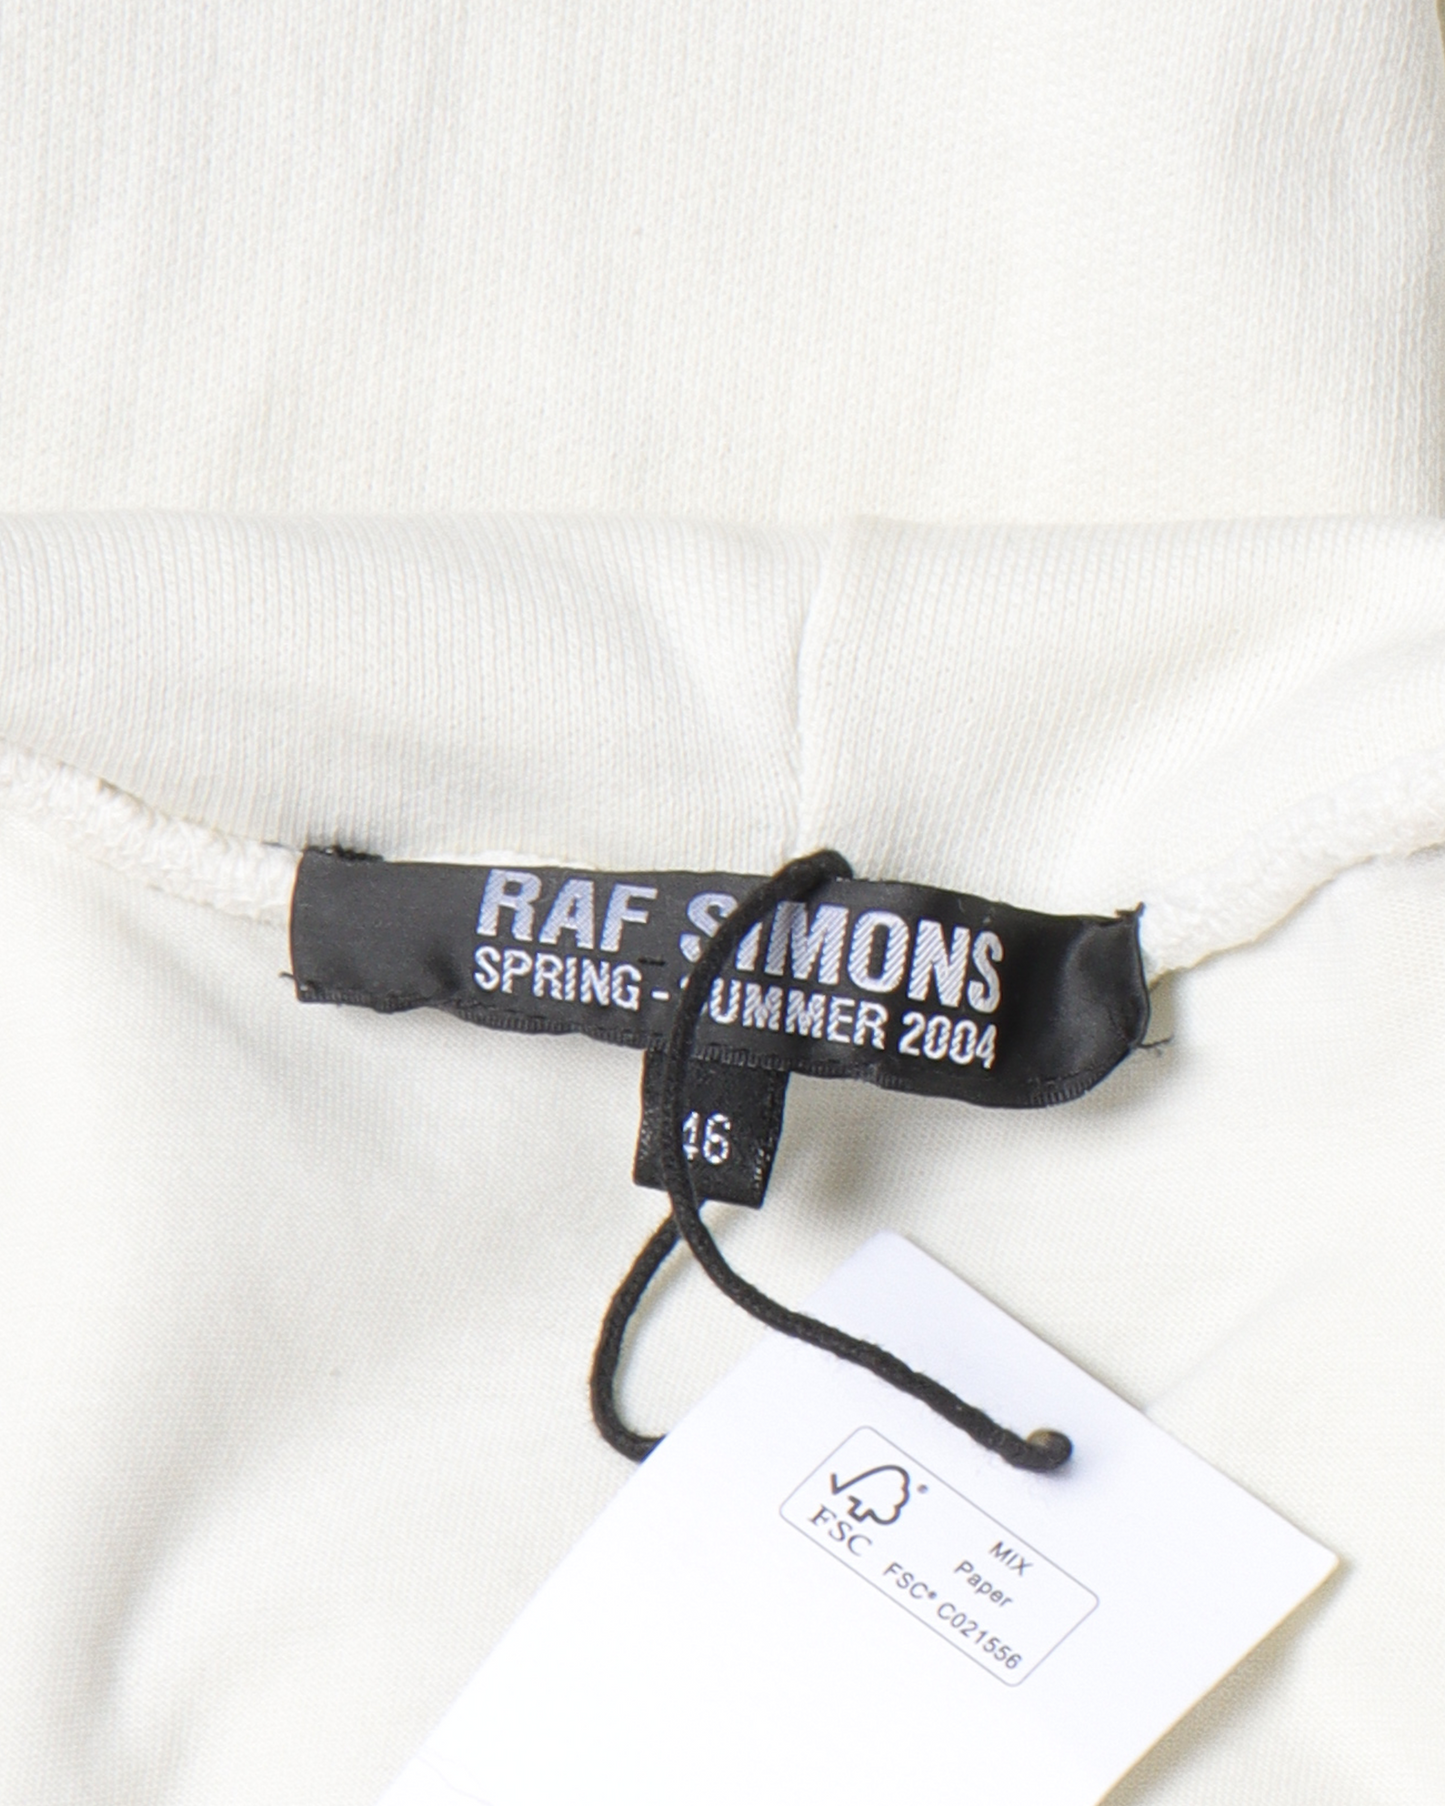 RAF SIMONS
SPRING - SUMMER 2004
46
FSC
MIX
Paper
FSC® C021556